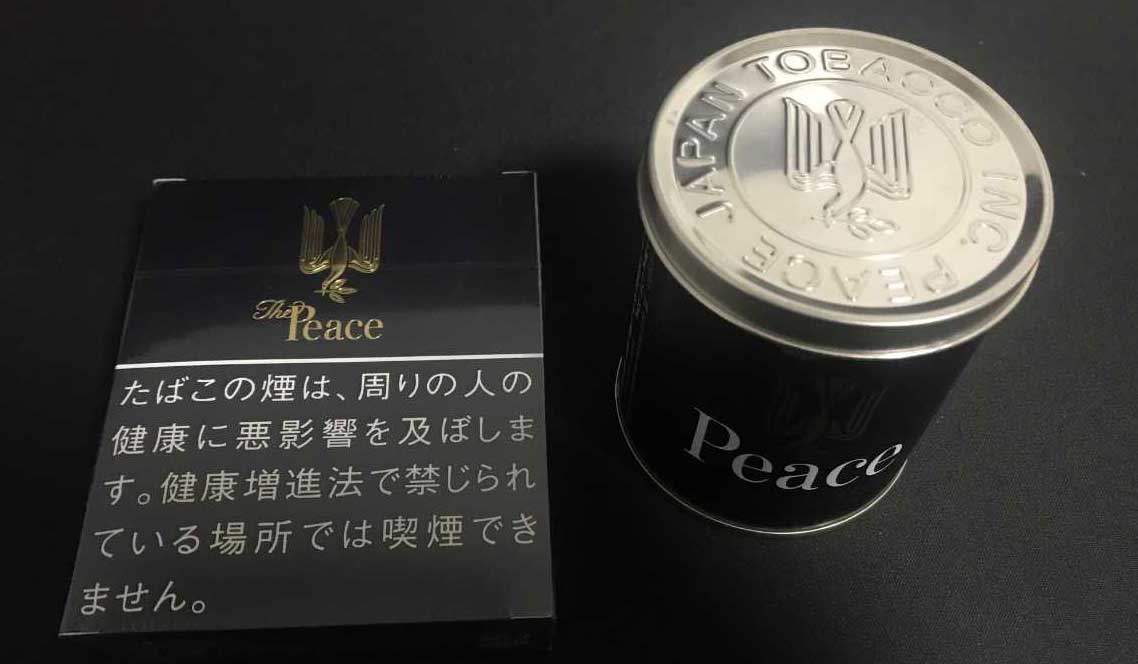 The Peace
たばこの煙は、周りの人の
健康に悪影響を及ぼしま
す。健康増進法で禁じられ
ている場所では喫煙でき
ません。
JAPAN TOBACCO INC.
PEACE
Peace